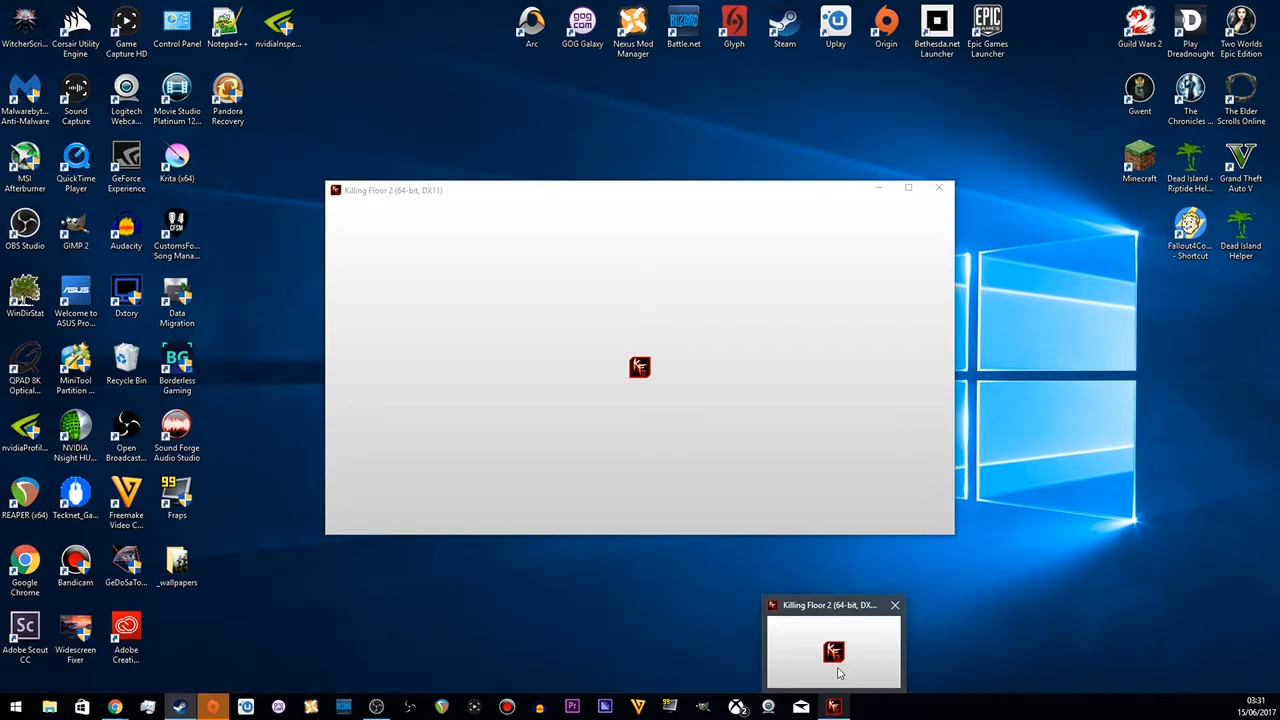 WitcherScri...
Corsair Utility
Engine
Game
Capture HD
Control Panel
Notepad++
nvidiaInspe...
Arc
GOG Galaxy
Nexus Mod
Manager
Battle.net
Glyph
Steam
Uplay
Origin
Bethesda.net
Launcher
Epic Games
Launcher
Guild Wars 2
Play
Dreadnought
Two Worlds
Epic Edition
Malwarebyt...
Anti-Malware
Sound
Capture
Logitech
Webca...
Movie Studio
Platinum 12...
Pandora
Recovery
Gwent
The
Chronicles ...
The Elder
Scrolls Online
MSI
Afterburner
QuickTime
Player
GeForce
Experience
Krita (x64)
Minecraft
Dead Island -
Riptide Hel...
Grand Theft
Auto V
Killing Floor 2 (64-bit, DX11)
OBS Studio
GIMP 2
Audacity
CustomsFo...
Song Mana...
Fallout4Co...
- Shortcut
Dead Island
Helper
WinDirStat
Welcome to
ASUS Pro...
Dxtory
Data
Migration
QPAD 8K
Optical...
MiniTool
Partition ...
Recycle Bin
Borderless
Gaming
nvidiaProfil...
NVIDIA
Nsight HU...
Open
Broadcast...
Sound Forge
Audio Studio
REAPER (x64)
Tecknet_Ga...
Freemake
Video C...
99
Fraps
Google
Chrome
Bandicam
GeDoSaTo...
_wallpapers
Killing Floor 2 (64-bit, DX...
Adobe Scout
CC
Widescreen
Fixer
Adobe
Creati...
03:31
15/06/2017